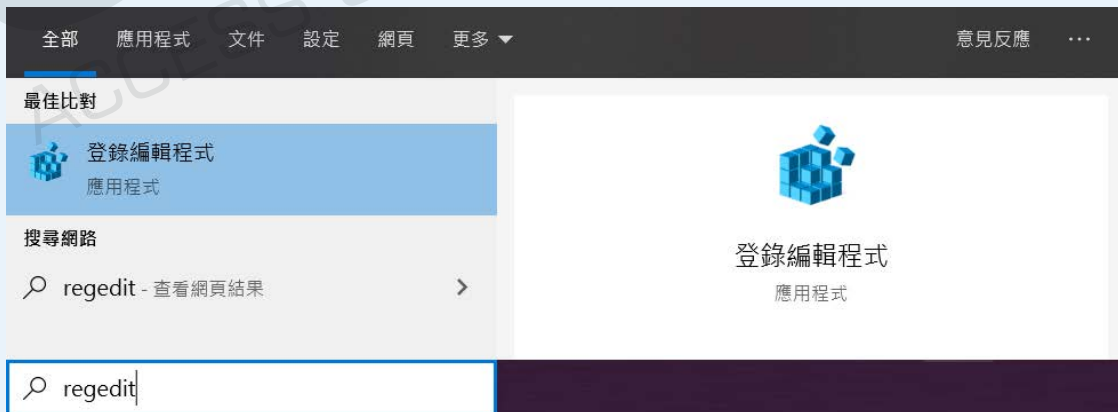 全部 應用程式 文件 設定 網頁 更多 意見反應 ...
最佳比對
登錄編輯程式
應用程式
搜尋網路
regedit - 查看網頁結果
登錄編輯程式
應用程式
regedit
ACCESS